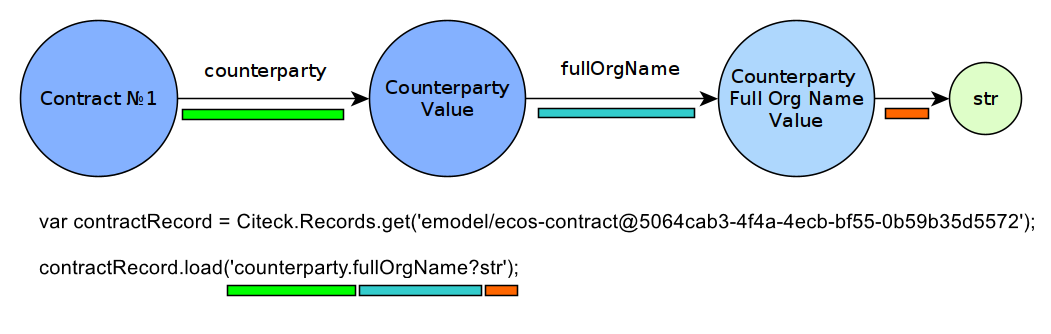 counterparty
fullOrgName
Contract №1
Counterparty
Value
Counterparty
Full Org Name
Value
str
var contractRecord = Citeck.Records.get('emodel/ecos-contract@5064cab3-4f4a-4ecb-bf55-0b59b35d5572');
contractRecord.load('counterparty.fullOrgName?str');